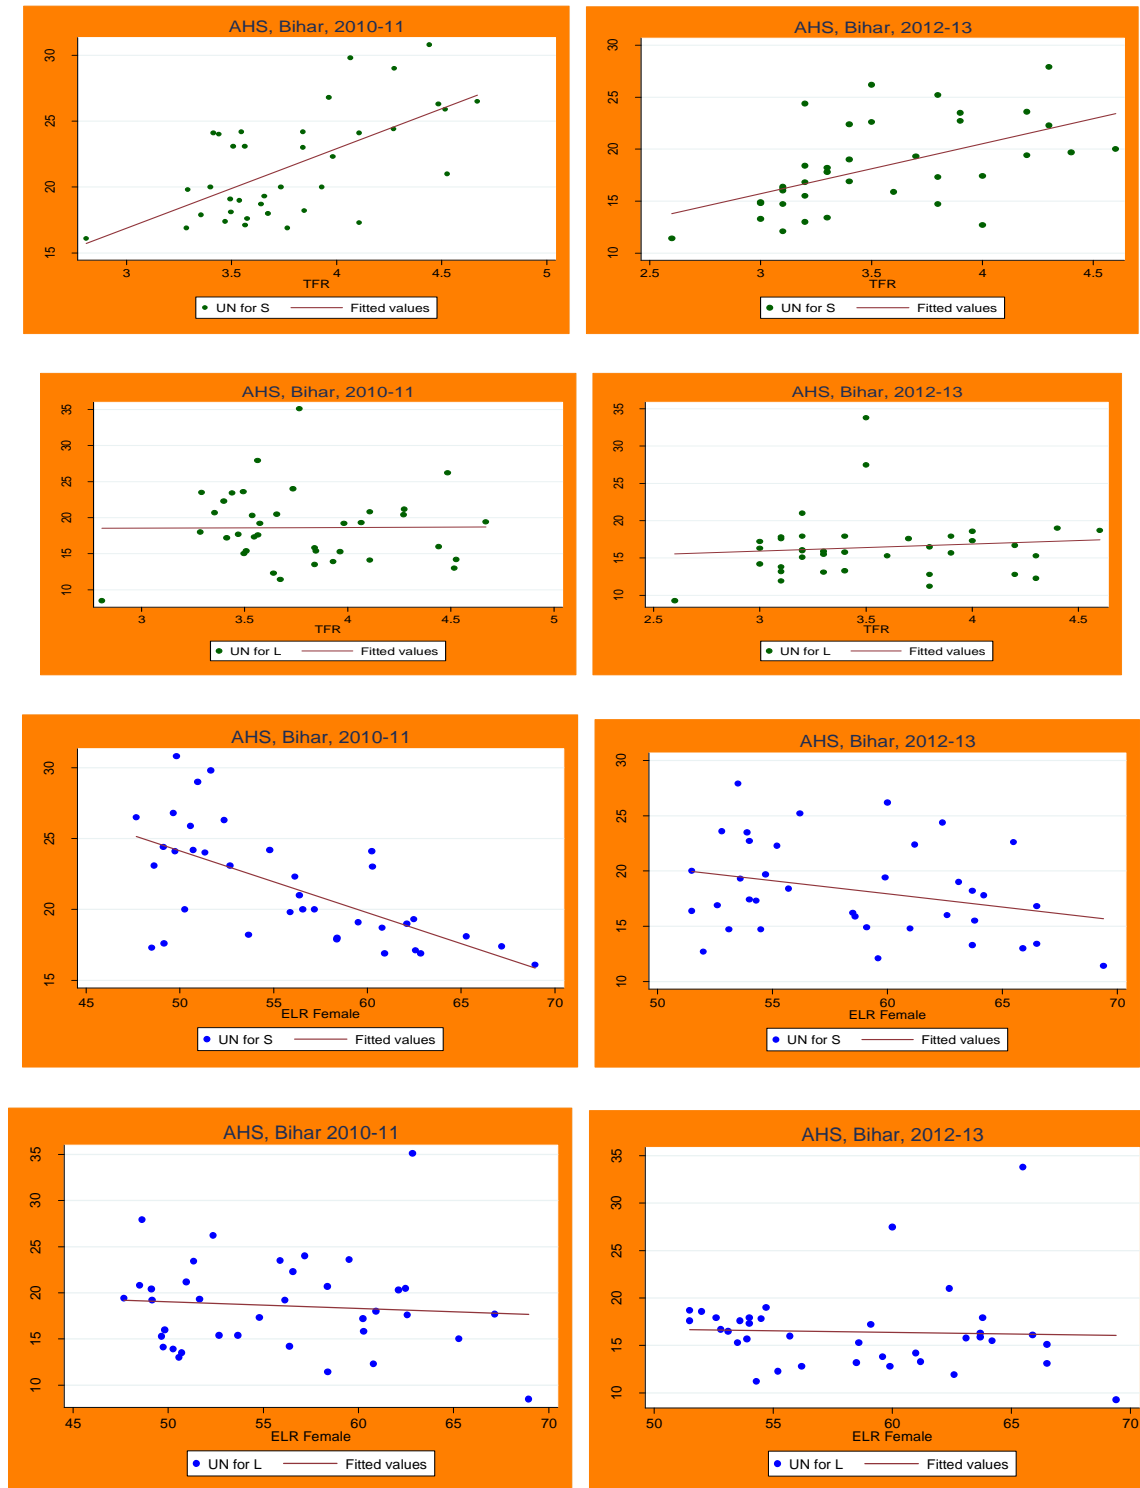 AHS, Bihar, 2010-11
30
25
20
15
3 3.5 4 4.5 5
TFR
UN for S Fitted values
AHS, Bihar, 2012-13
30
25
20
15
10
2.5 3 3.5 4 4.5
TFR
UN for S Fitted values
AHS, Bihar, 2010-11
35
30
25
20
15
10
3 3.5 4 4.5 5
TFR
UN for L Fitted values
AHS, Bihar, 2012-13
35
30
25
20
15
10
2.5 3 3.5 4 4.5
TFR
UN for L Fitted values
AHS, Bihar, 2010-11
30
25
20
15
45 50 55 60 65 70
ELR Female
UN for S Fitted values
AHS, Bihar, 2012-13
30
25
20
15
10
50 55 60 65 70
ELR Female
UN for S Fitted values
AHS, Bihar 2010-11
35
30
25
20
15
10
45 50 55 60 65 70
ELR Female
UN for L Fitted values
AHS, Bihar, 2012-13
35
30
25
20
15
10
50 55 60 65 70
ELR Female
UN for L Fitted values